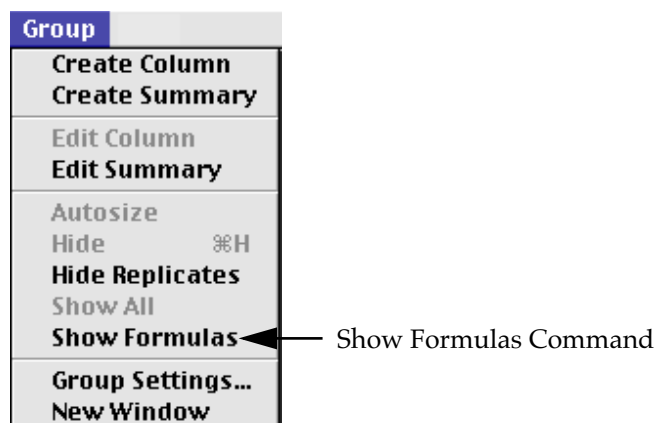 Group
Create Column
Create Summary
Edit Column
Edit Summary
Autosize
Hide ⌘H
Hide Replicates
Show All
Show Formulas Show Formulas Command
Group Settings...
New Window